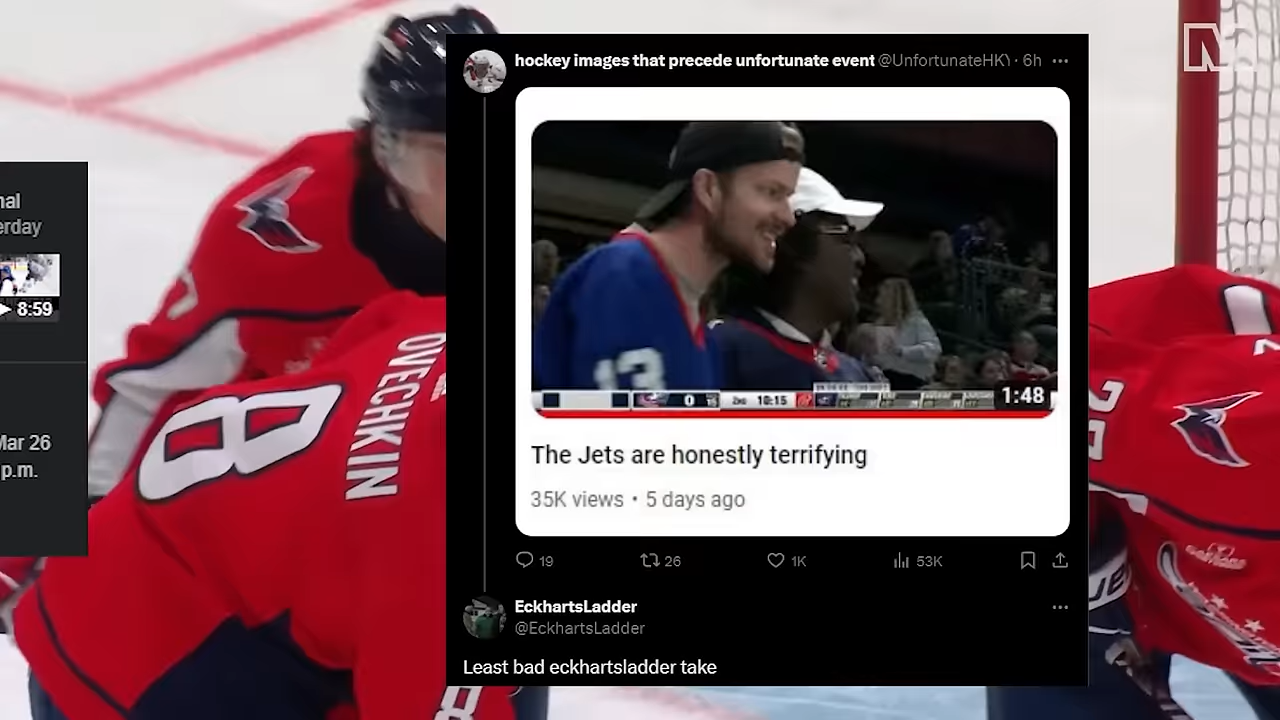 nal
erday
8:59
Mar 26
p.m.
8
OVECHKIN
hockey images that precede unfortunate event @UnfortunateHKY · 6h
13
0
2ND 10:15
1:48
The Jets are honestly terrifying
35K views • 5 days ago
19 26 1K 53K
EckhartsLadder
@EckhartsLadder
Least bad eckhartsladder take
N